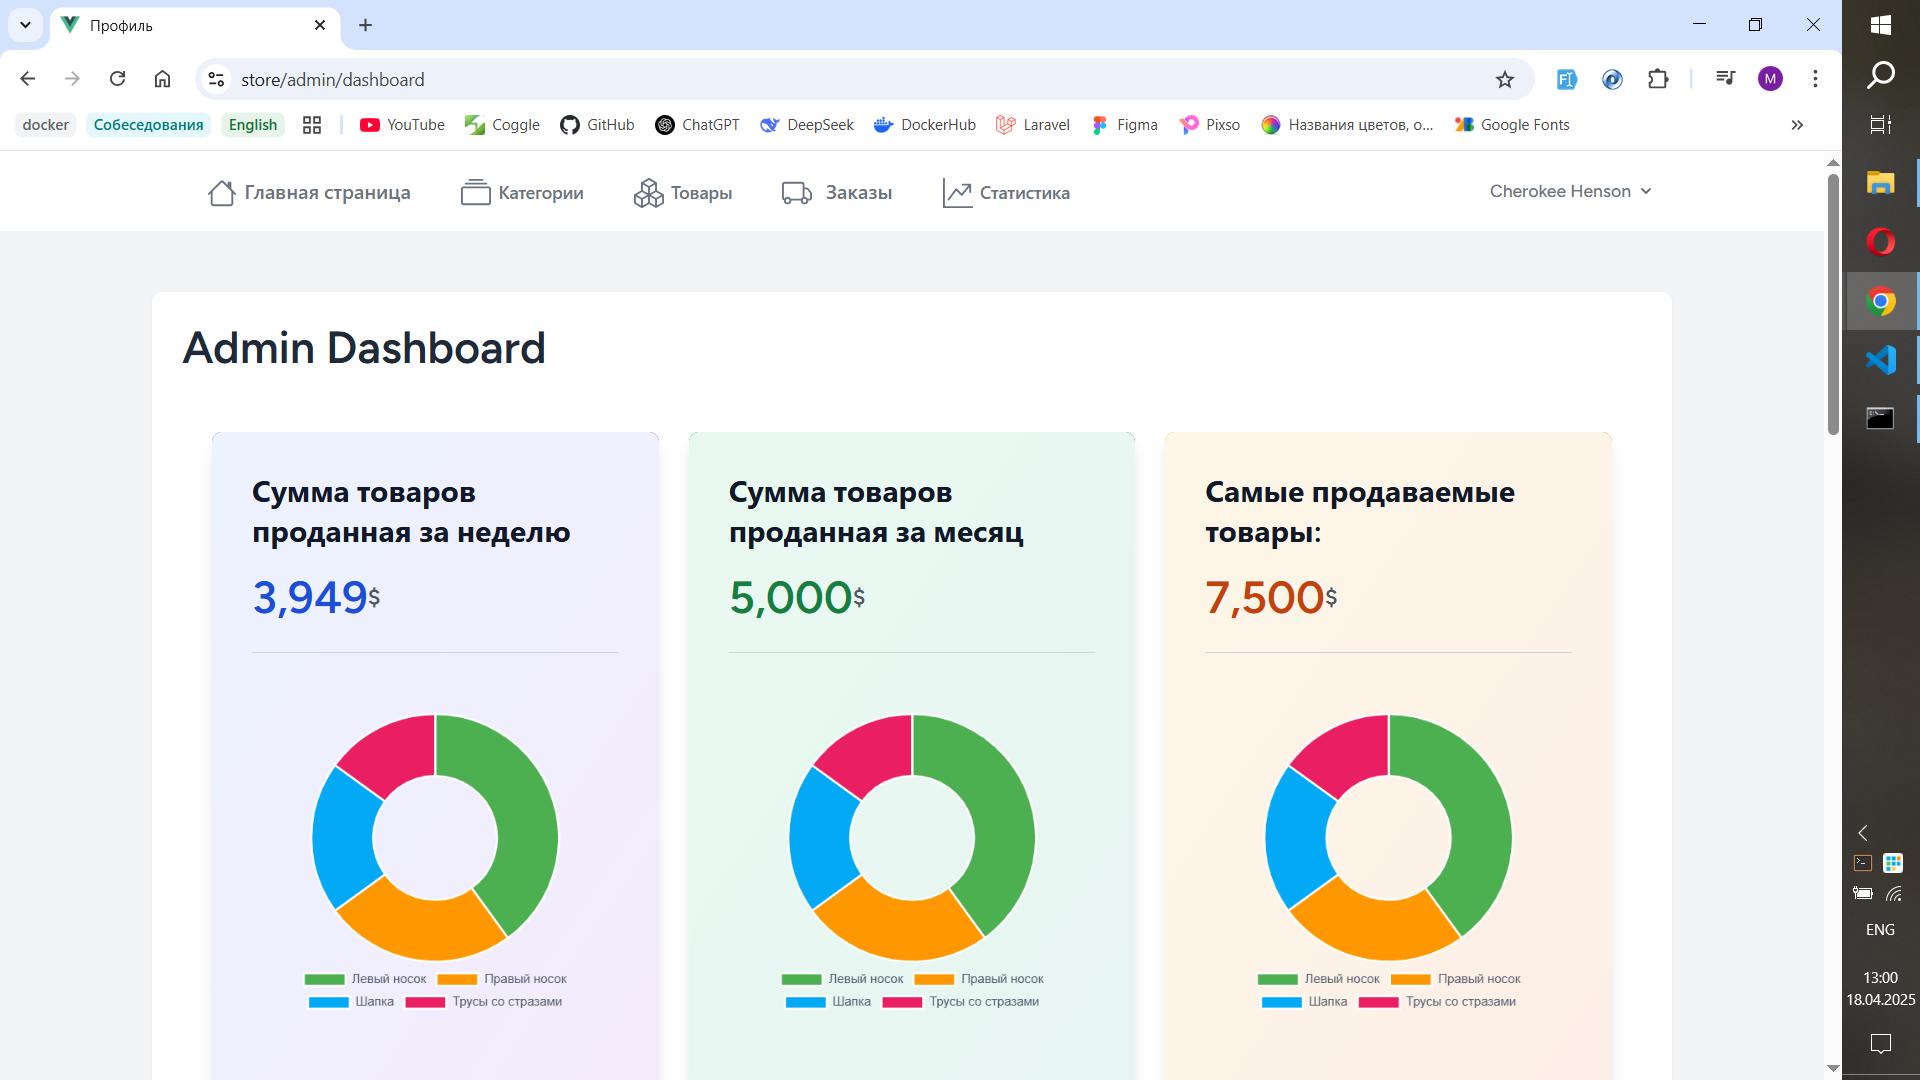 Профиль
store/admin/dashboard
M
docker Собеседования English YouTube Coggle GitHub ChatGPT DeepSeek DockerHub Laravel Figma Pixso Названия цветов, о... Google Fonts
Главная страница Категории Товары Заказы Статистика Cherokee Henson
Admin Dashboard
Сумма товаров
проданная за неделю
3,949$
Левый носок Правый носок
Шапка Трусы со стразами
Сумма товаров
проданная за месяц
5,000$
Левый носок Правый носок
Шапка Трусы со стразами
Самые продаваемые
товары:
7,500$
Левый носок Правый носок
Шапка Трусы со стразами
ENG
13:00
18.04.2025